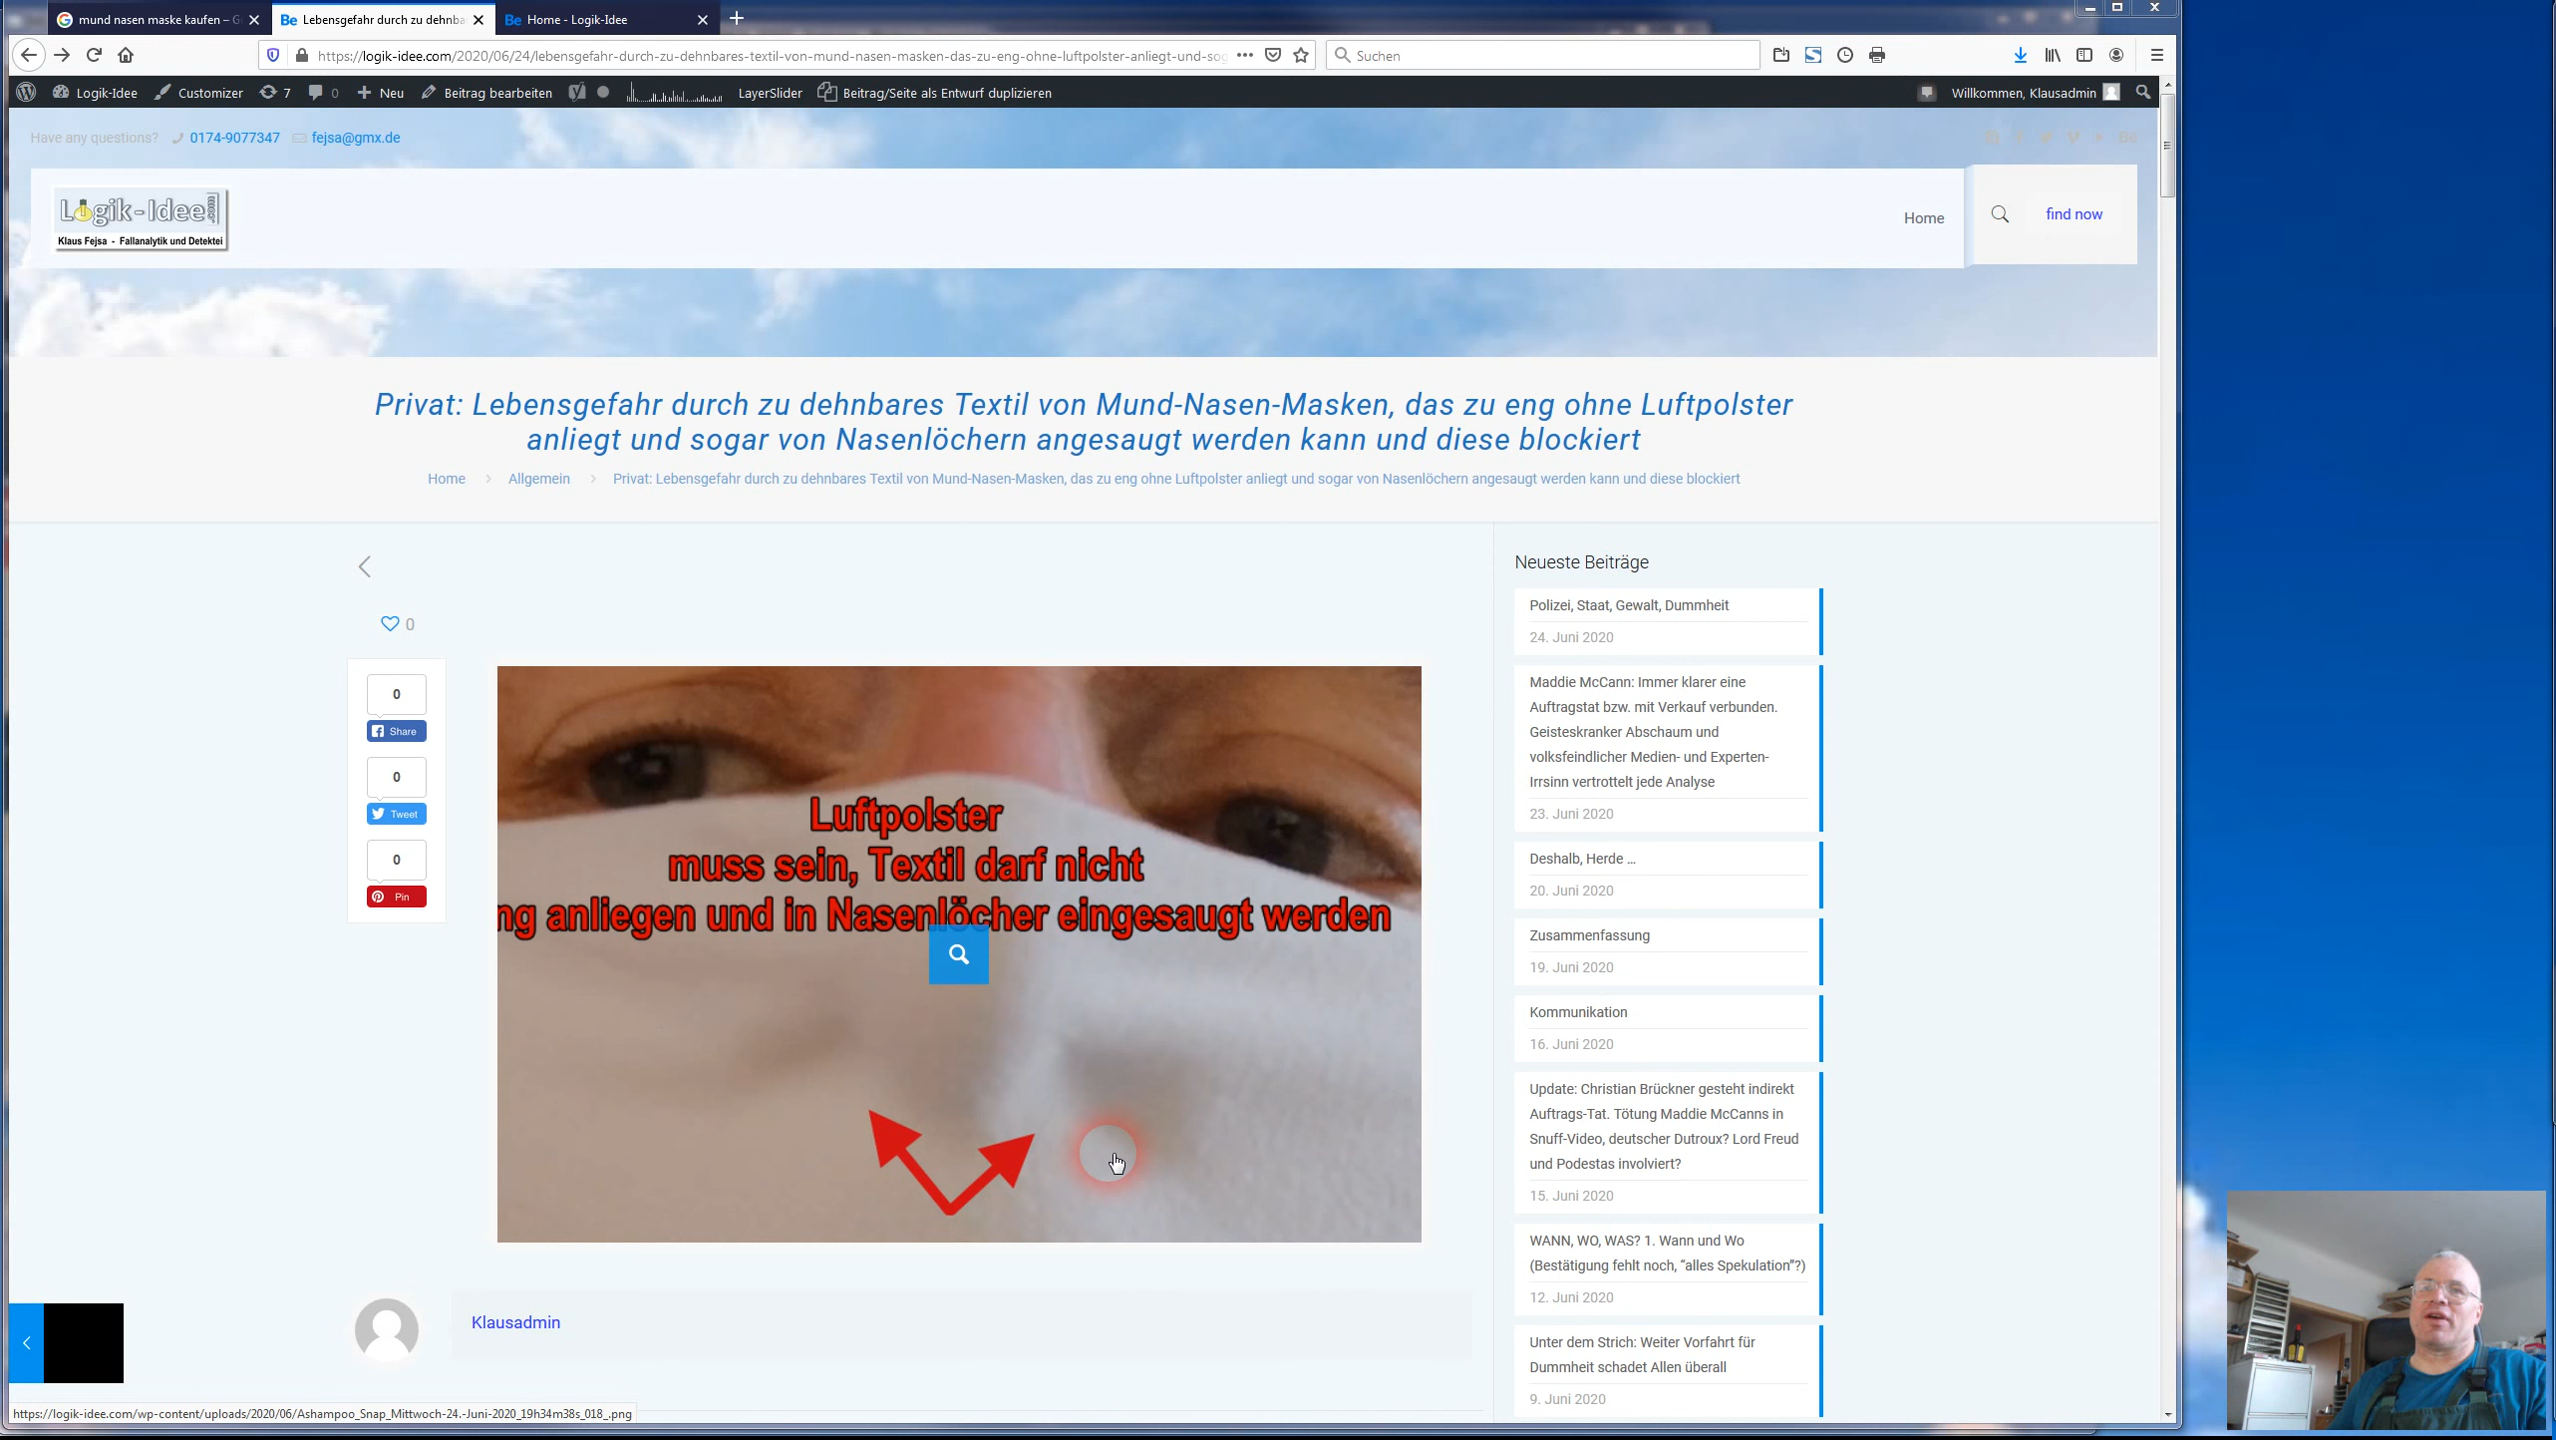 mund nasen maske kaufen – G
Lebensgefahr durch zu dehnba
Home - Logik-Idee
https://logik-idee.com/2020/06/24/lebensgefahr-durch-zu-dehnbares-textil-von-mund-nasen-masken-das-zu-eng-ohne-luftpolster-anliegt-und-sog
Suchen
Logik-Idee
Customizer
7
0
Neu
Beitrag bearbeiten
LayerSlider
Beitrag/Seite als Entwurf duplizieren
Willkommen, Klausadmin
Have any questions?
0174-9077347
fejsa@gmx.de
Logik-Idee
Klaus Fejsa - Fallanalytik und Detektei
Home
find now
Privat: Lebensgefahr durch zu dehnbares Textil von Mund-Nasen-Masken, das zu eng ohne Luftpolster
anliegt und sogar von Nasenlöchern angesaugt werden kann und diese blockiert
Home
Allgemein
Privat: Lebensgefahr durch zu dehnbares Textil von Mund-Nasen-Masken, das zu eng ohne Luftpolster anliegt und sogar von Nasenlöchern angesaugt werden kann und diese blockiert
0
0
Share
0
Tweet
0
Pin
Luftpolster
muss sein, Textil darf nicht
ng anliegen und in Nasenlöcher eingesaugt werden
Klausadmin
Neueste Beiträge
Polizei, Staat, Gewalt, Dummheit
24. Juni 2020
Maddie McCann: Immer klarer eine
Auftragstat bzw. mit Verkauf verbunden.
Geisteskranker Abschaum und
volksfeindlicher Medien- und Experten-
Irrsinn vertrottelt jede Analyse
23. Juni 2020
Deshalb, Herde ...
20. Juni 2020
Zusammenfassung
19. Juni 2020
Kommunikation
16. Juni 2020
Update: Christian Brückner gesteht indirekt
Auftrags-Tat. Tötung Maddie McCanns in
Snuff-Video, deutscher Dutroux? Lord Freud
und Podestas involviert?
15. Juni 2020
WANN, WO, WAS? 1. Wann und Wo
(Bestätigung fehlt noch, “alles Spekulation”?)
12. Juni 2020
Unter dem Strich: Weiter Vorfahrt für
Dummheit schadet Allen überall
9. Juni 2020
https://logik-idee.com/wp-content/uploads/2020/06/Ashampoo_Snap_Mittwoch-24.-Juni-2020_19h34m38s_018_.png